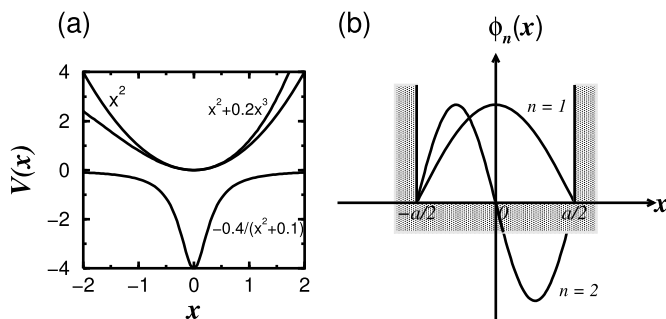 (a)
4
2
0
−2
−4
V(x)
x²
x²+0.2x³
−0.4/(x²+0.1)
−2 −1 0 1 2
x
(b)
ϕₙ(x)
n = 1
−a/2 0 a/2 x
n = 2